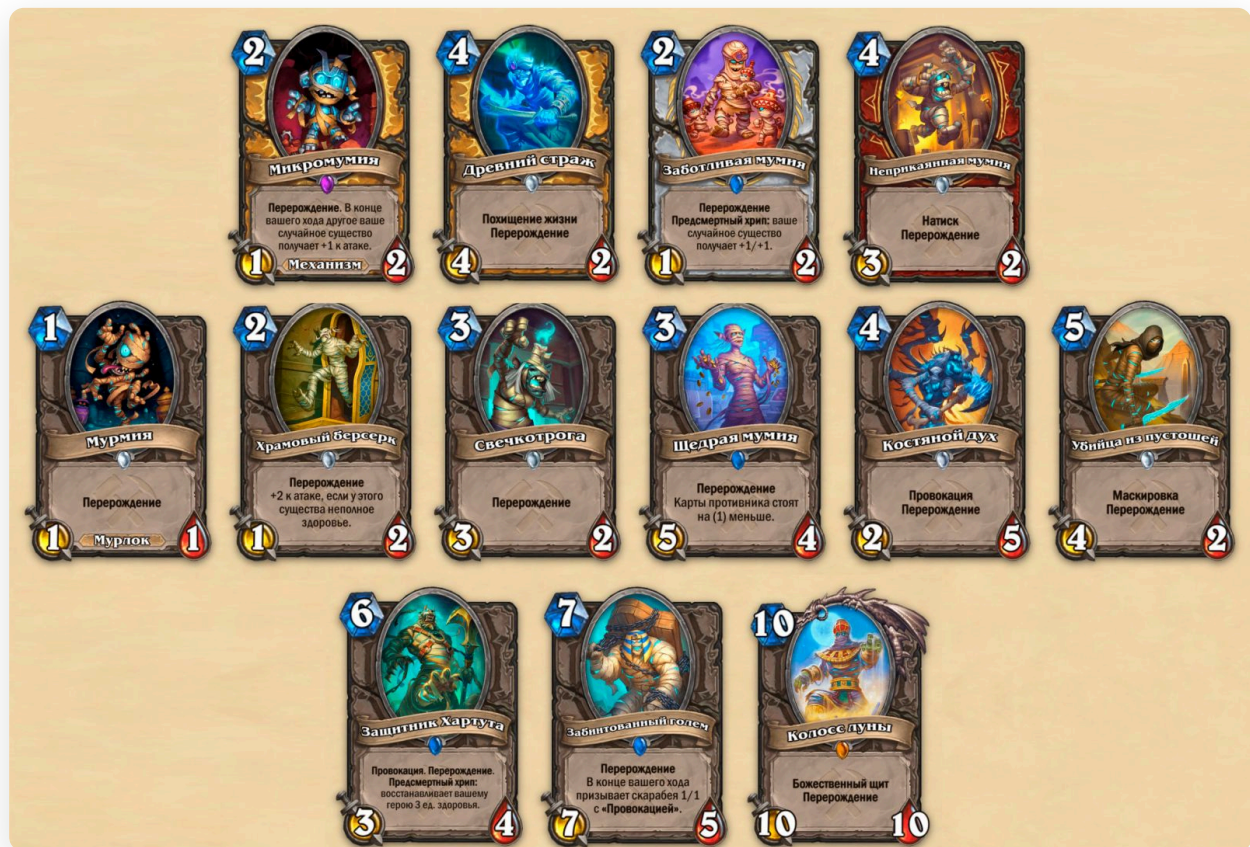 2
Микромумия
Перерождение. В конце
вашего хода другое ваше
случайное существо
получает +1 к атаке.
1
Механизм
2
4
Древний страж
Похищение жизни
Перерождение
4
2
2
Заботливая мумия
Перерождение
Предсмертный хрип: ваше
случайное существо
получает +1/+1.
1
2
4
Неприкаянная мумия
Натиск
Перерождение
3
2
1
Мурмия
Перерождение
1
Мурлок
1
2
Храмовый берсерк
Перерождение
+2 к атаке, если у этого
существа неполное
здоровье.
1
2
3
Свечкотрога
Перерождение
3
2
3
Щедрая мумия
Перерождение
Карты противника стоят
на (1) меньше.
5
4
4
Костяной дух
Провокация
Перерождение
2
5
5
Убийца из пустошей
Маскировка
Перерождение
4
2
6
Защитник Хартута
Провокация. Перерождение.
Предсмертный хрип:
восстанавливает вашему
герою 3 ед. здоровья.
3
4
7
Забинтованный голем
Перерождение
В конце вашего хода
призывает скарабея 1/1
с «Провокацией».
7
5
10
Колосс луны
Божественный щит
Перерождение
10
10